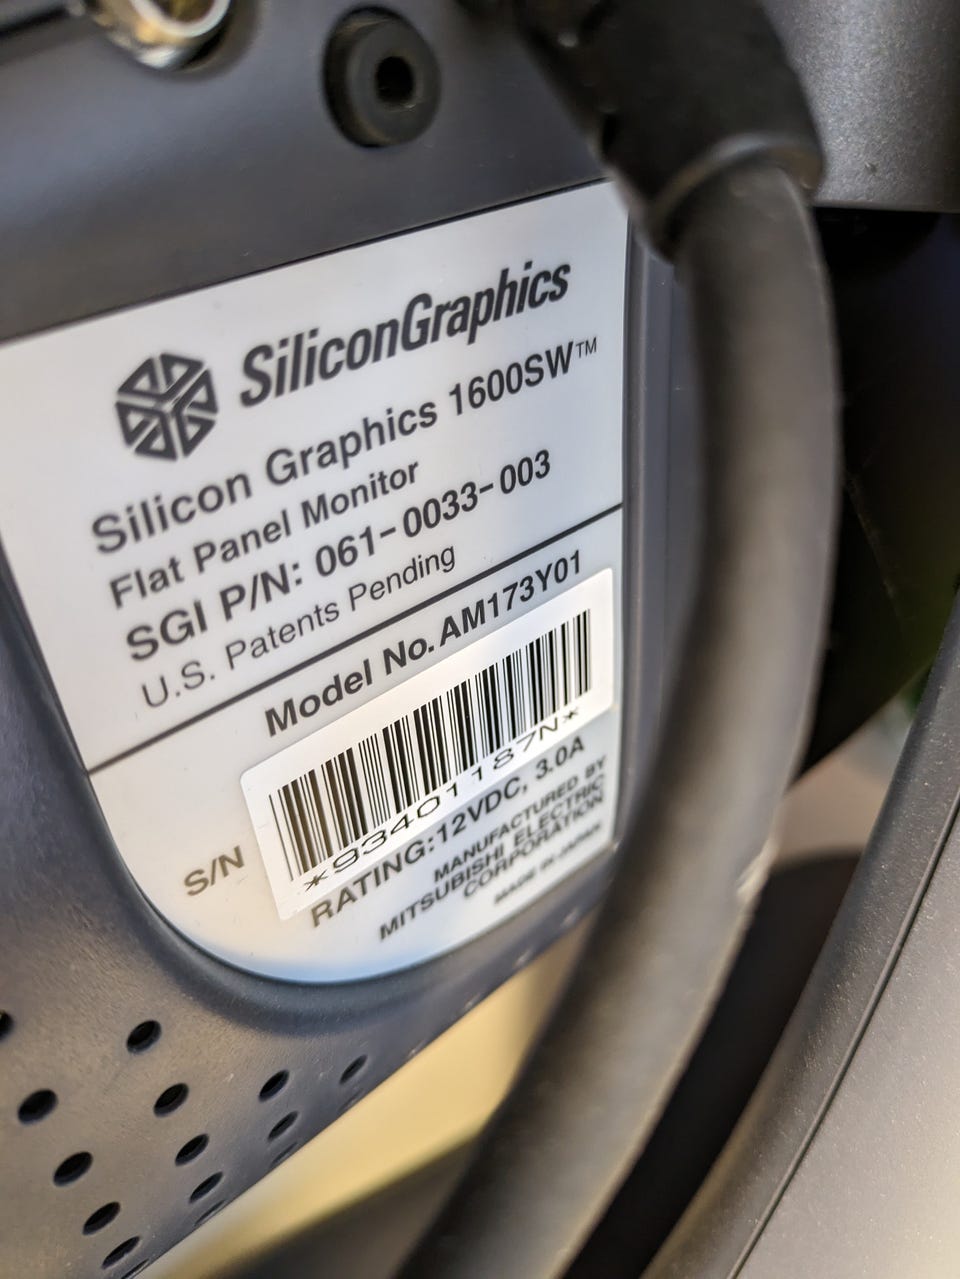 SiliconGraphics
Silicon Graphics 1600SW™
Flat Panel Monitor
SGI P/N: 061-0033-003
U.S. Patents Pending
Model No. AM173Y01
S/N
*93401187N*
RATING:12VDC, 3.0A
MANUFACTURED BY
MITSUBISHI ELECTRIC
CORPORATION
MADE IN JAPAN